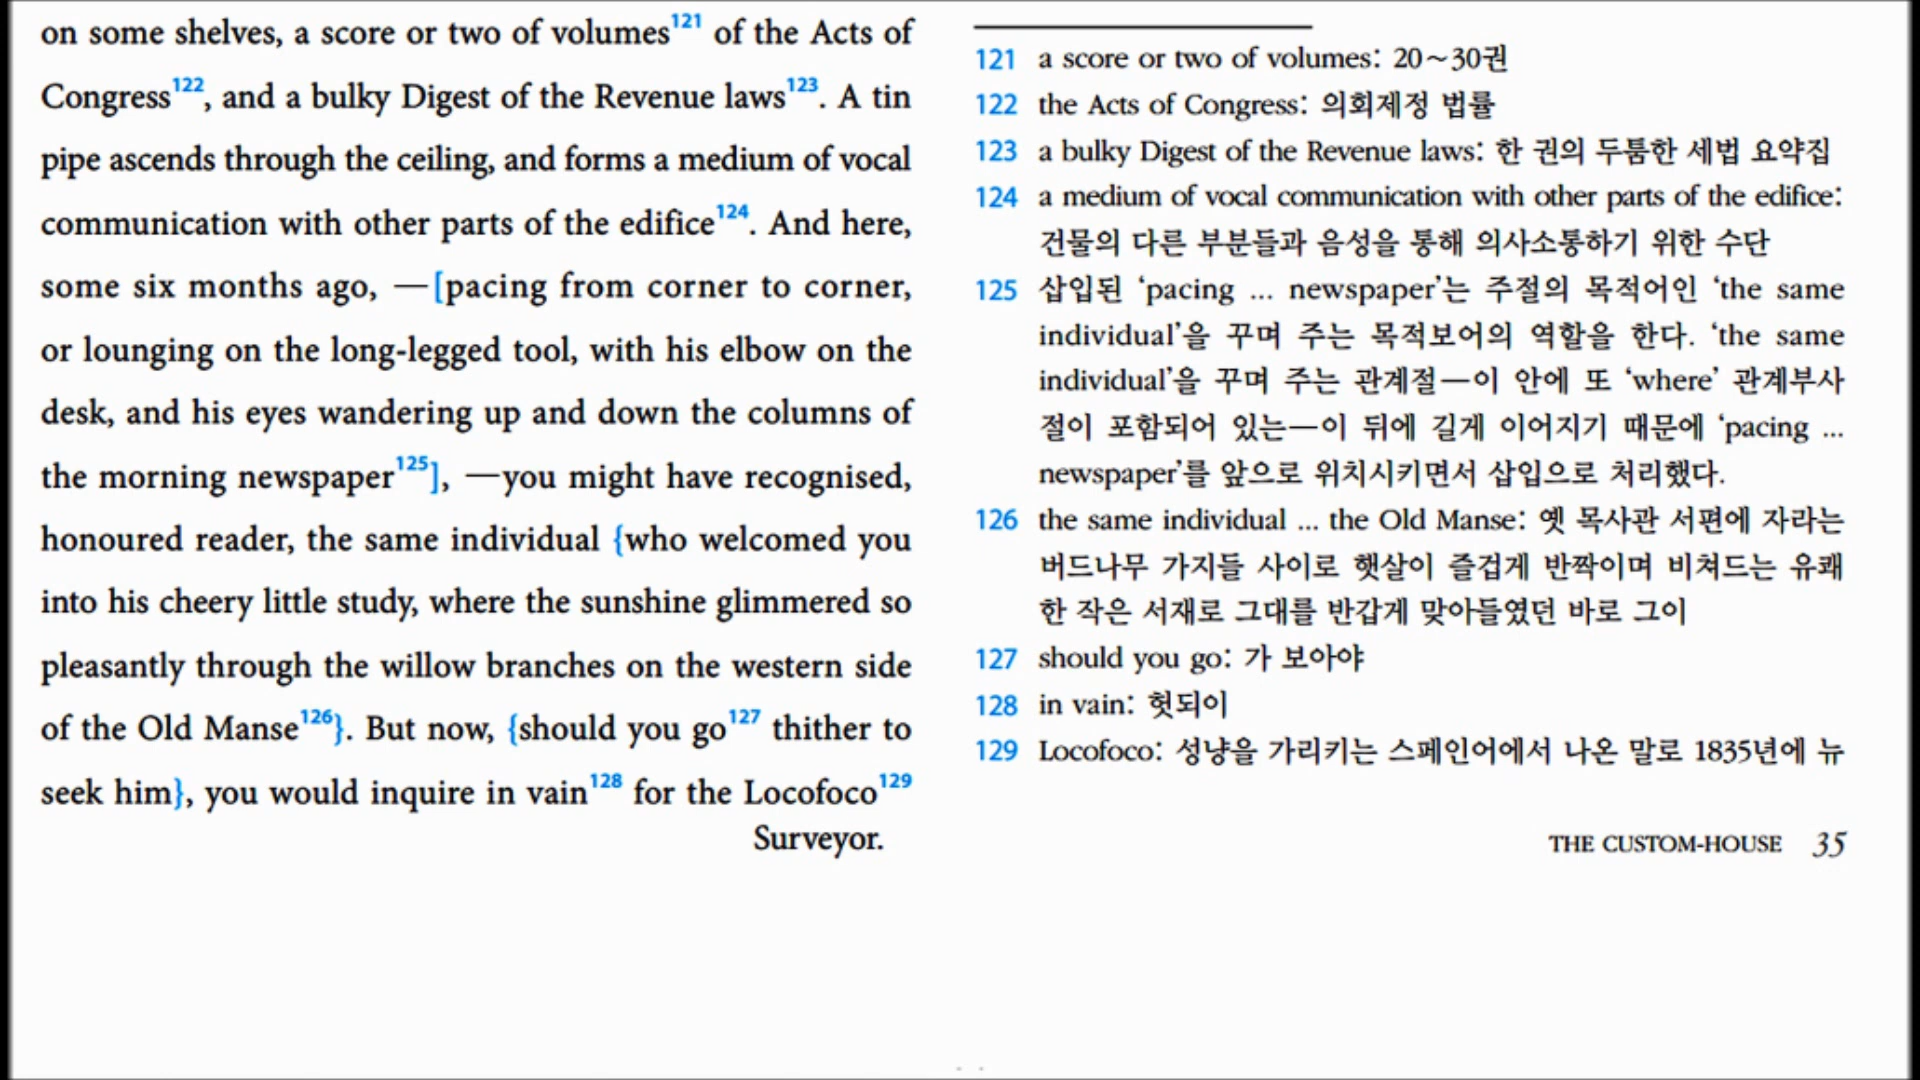 on some shelves, a score or two of volumes121 of the Acts of
Congress122, and a bulky Digest of the Revenue laws123. A tin
pipe ascends through the ceiling, and forms a medium of vocal
communication with other parts of the edifice124. And here,
some six months ago, —[pacing from corner to corner,
or lounging on the long-legged tool, with his elbow on the
desk, and his eyes wandering up and down the columns of
the morning newspaper125], —you might have recognised,
honoured reader, the same individual {who welcomed you
into his cheery little study, where the sunshine glimmered so
pleasantly through the willow branches on the western side
of the Old Manse126}. But now, {should you go127 thither to
seek him}, you would inquire in vain128 for the Locofoco129
Surveyor.
121 a score or two of volumes: 20~30권
122 the Acts of Congress: 의회제정 법률
123 a bulky Digest of the Revenue laws: 한 권의 두툼한 세법 요약집
124 a medium of vocal communication with other parts of the edifice:
건물의 다른 부분들과 음성을 통해 의사소통하기 위한 수단
125 삽입된 ‘pacing ... newspaper’는 주절의 목적어인 ‘the same
individual’을 꾸며 주는 목적보어의 역할을 한다. ‘the same
individual’을 꾸며 주는 관계절—이 안에 또 ‘where’ 관계부사
절이 포함되어 있는—이 뒤에 길게 이어지기 때문에 ‘pacing ...
newspaper’를 앞으로 위치시키면서 삽입으로 처리했다.
126 the same individual ... the Old Manse: 옛 목사관 서편에 자라는
버드나무 가지들 사이로 햇살이 즐겁게 반짝이며 비쳐드는 유쾌
한 작은 서재로 그대를 반갑게 맞아들였던 바로 그이
127 should you go: 가 보아야
128 in vain: 헛되이
129 Locofoco: 성냥을 가리키는 스페인어에서 나온 말로 1835년에 뉴
THE CUSTOM-HOUSE 35